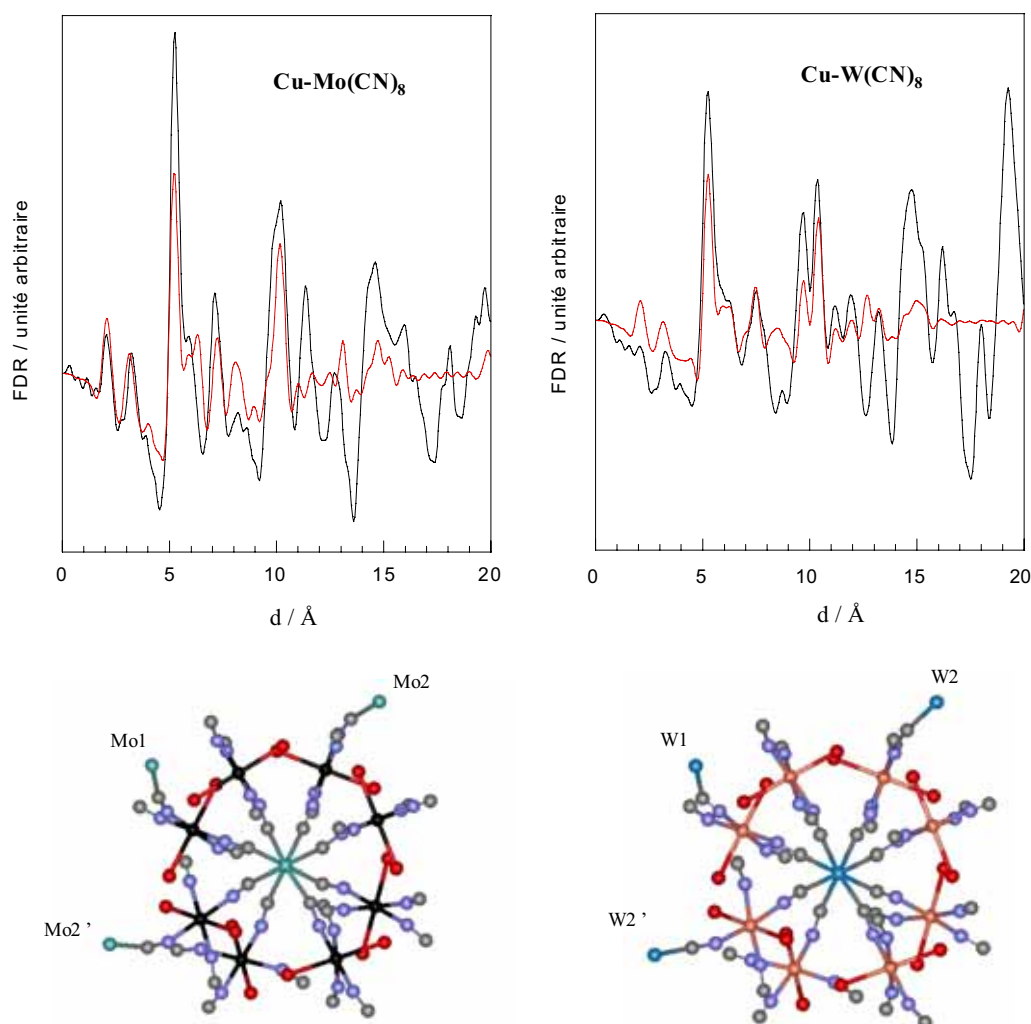 Cu-Mo(CN)₈
FDR / unité arbitraire
0 5 10 15 20
d / Å
Cu-W(CN)₈
FDR / unité arbitraire
0 5 10 15 20
d / Å
Mo2
Mo1
Mo2 ’
W2
W1
W2 ’